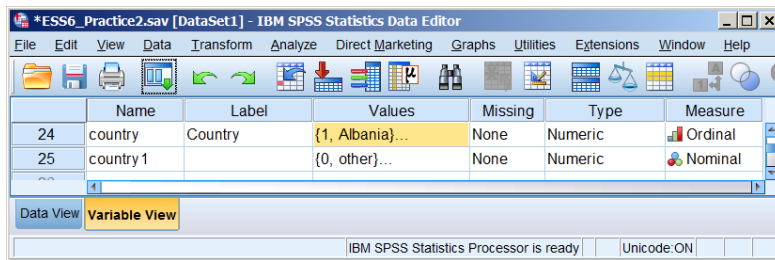 *ESS6_Practice2.sav [DataSet1] - IBM SPSS Statistics Data Editor
File Edit View Data Transform Analyze Direct Marketing Graphs Utilities Extensions Window Help
Name Label Values Missing Type Measure
24 country Country {1, Albania}... None Numeric Ordinal
25 country1 {0, other}... None Numeric Nominal
Data View Variable View
IBM SPSS Statistics Processor is ready Unicode:ON